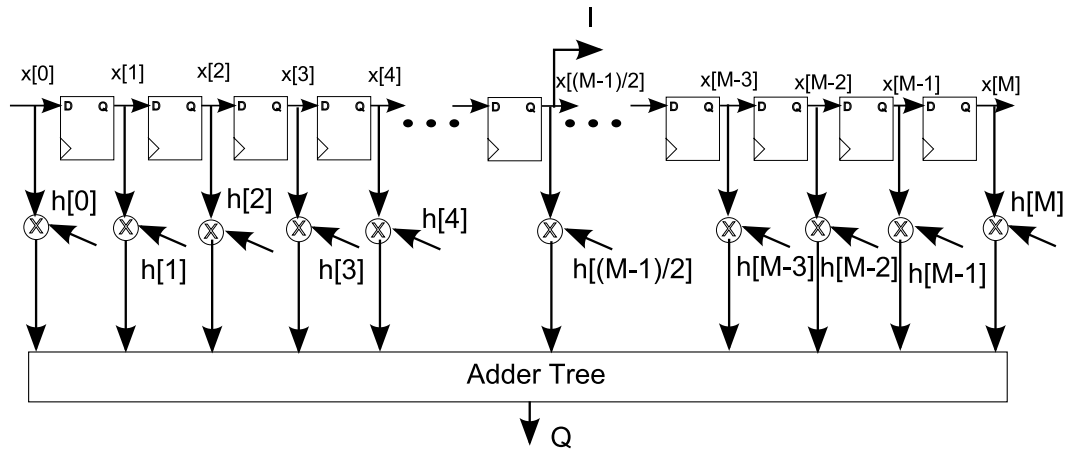 I
x[0] x[1] x[2] x[3] x[4] x[(M-1)/2] x[M-3] x[M-2] x[M-1] x[M]
D Q D Q D Q D Q D Q D Q D Q D Q D Q
h[0] h[1] h[2] h[3] h[4] h[(M-1)/2] h[M-3] h[M-2] h[M-1] h[M]
Adder Tree
Q